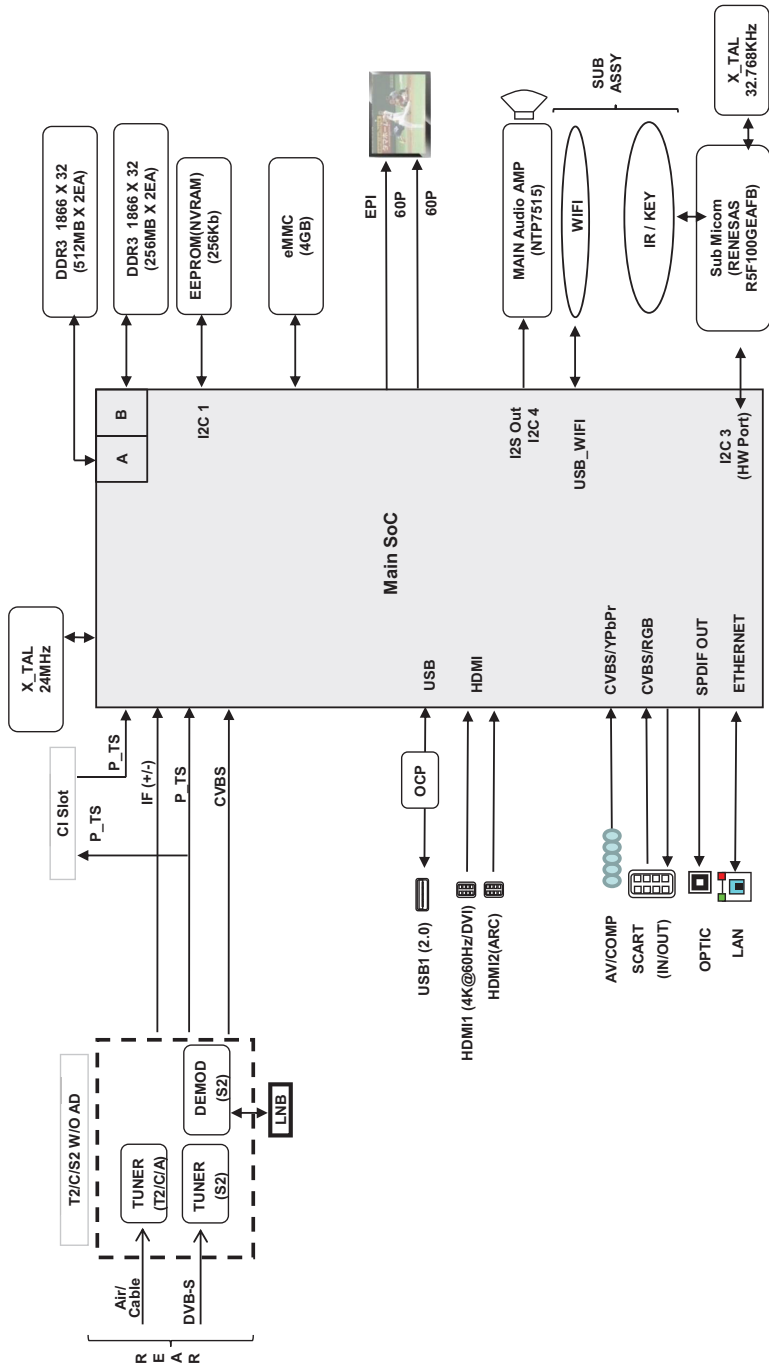 REAR
Air/
Cable
DVB-S
T2/C/S2 W/O AD
TUNER
(T2/C/A)
TUNER
(S2)
DEMOD
(S2)
LNB
CI Slot
P_TS
P_TS
IF (+/-)
P_TS
CVBS
X_TAL
24MHz
USB1 (2.0)
OCP
USB
HDMI1 (4K@60Hz/DVI)
HDMI2(ARC)
HDMI
AV/COMP
CVBS/YPbPr
SCART
(IN/OUT)
CVBS/RGB
OPTIC
SPDIF OUT
LAN
ETHERNET
Main SoC
A
B
DDR3 1866 X 32
(512MB X 2EA)
DDR3 1866 X 32
(256MB X 2EA)
I2C 1
EEPROM(NVRAM)
(256Kb)
eMMC
(4GB)
EPI
60P
60P
I2S Out
I2C 4
MAIN Audio AMP
(NTP7515)
USB_WIFI
WIFI
SUB
ASSY
IR / KEY
I2C 3
(HW Port)
Sub Micom
(RENESAS
R5F100GEAFB)
X_TAL
32.768KHz